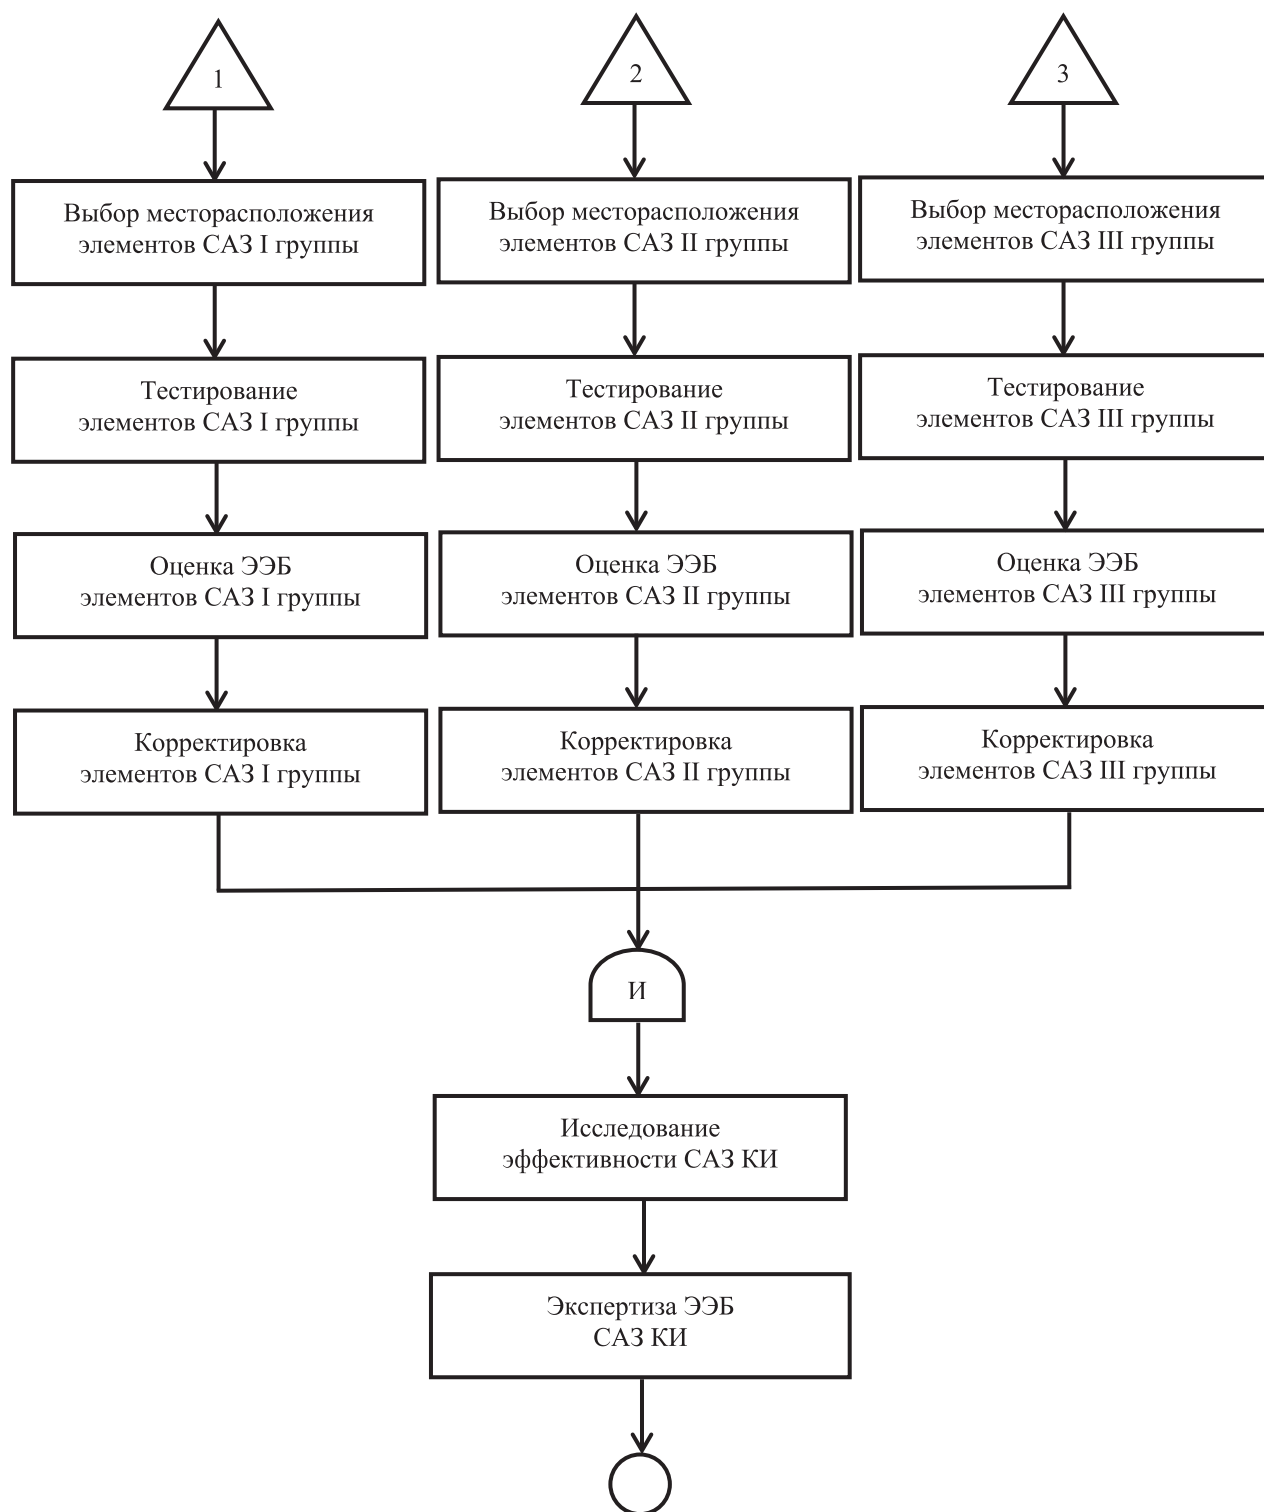 1
2
3
Выбор месторасположения
элементов САЗ I группы
Выбор месторасположения
элементов САЗ II группы
Выбор месторасположения
элементов САЗ III группы
Тестирование
элементов САЗ I группы
Тестирование
элементов САЗ II группы
Тестирование
элементов САЗ III группы
Оценка ЭЭБ
элементов САЗ I группы
Оценка ЭЭБ
элементов САЗ II группы
Оценка ЭЭБ
элементов САЗ III группы
Корректировка
элементов САЗ I группы
Корректировка
элементов САЗ II группы
Корректировка
элементов САЗ III группы
И
Исследование
эффективности САЗ КИ
Экспертиза ЭЭБ
САЗ КИ